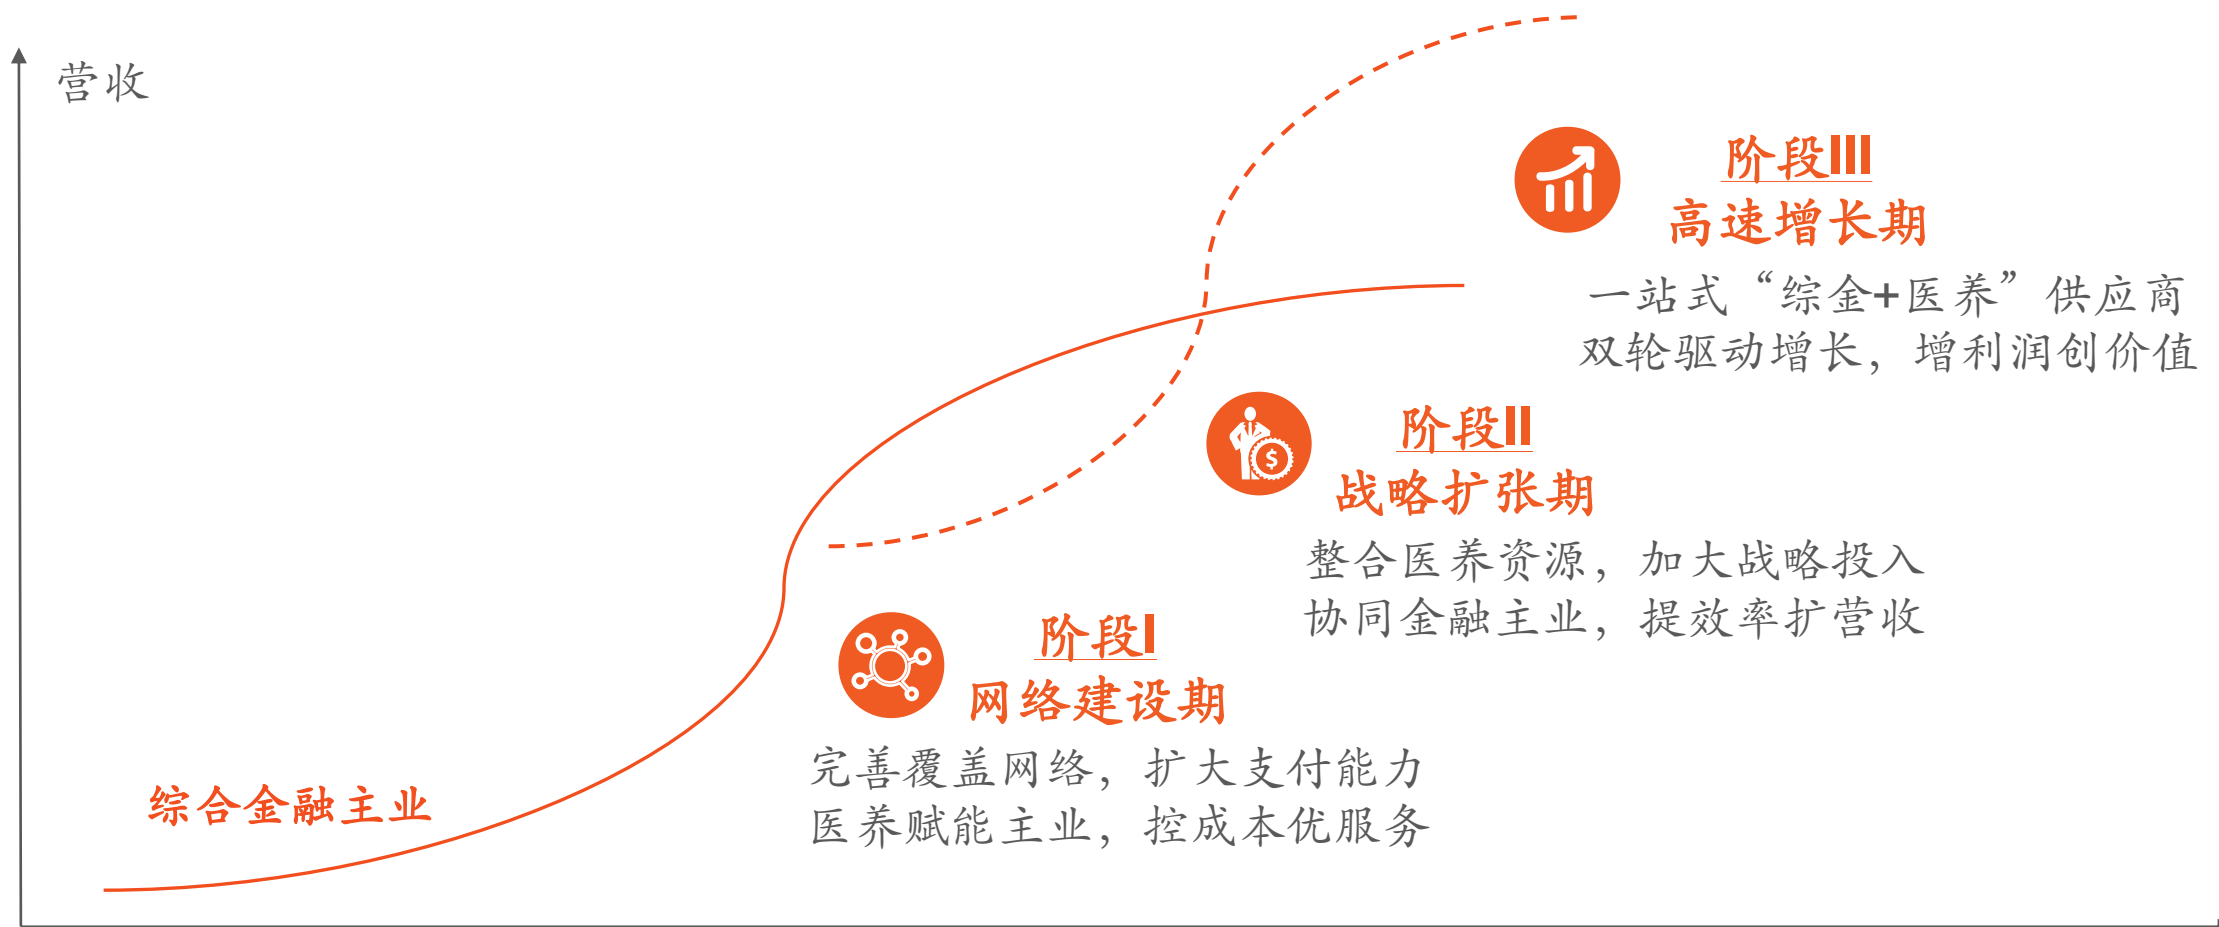 营收
阶段III
高速增长期
一站式“综金+医养”供应商
双轮驱动增长，增利润创价值
阶段II
战略扩张期
整合医养资源，加大战略投入
协同金融主业，提效率扩营收
阶段I
网络建设期
完善覆盖网络，扩大支付能力
医养赋能主业，控成本优服务
综合金融主业
$